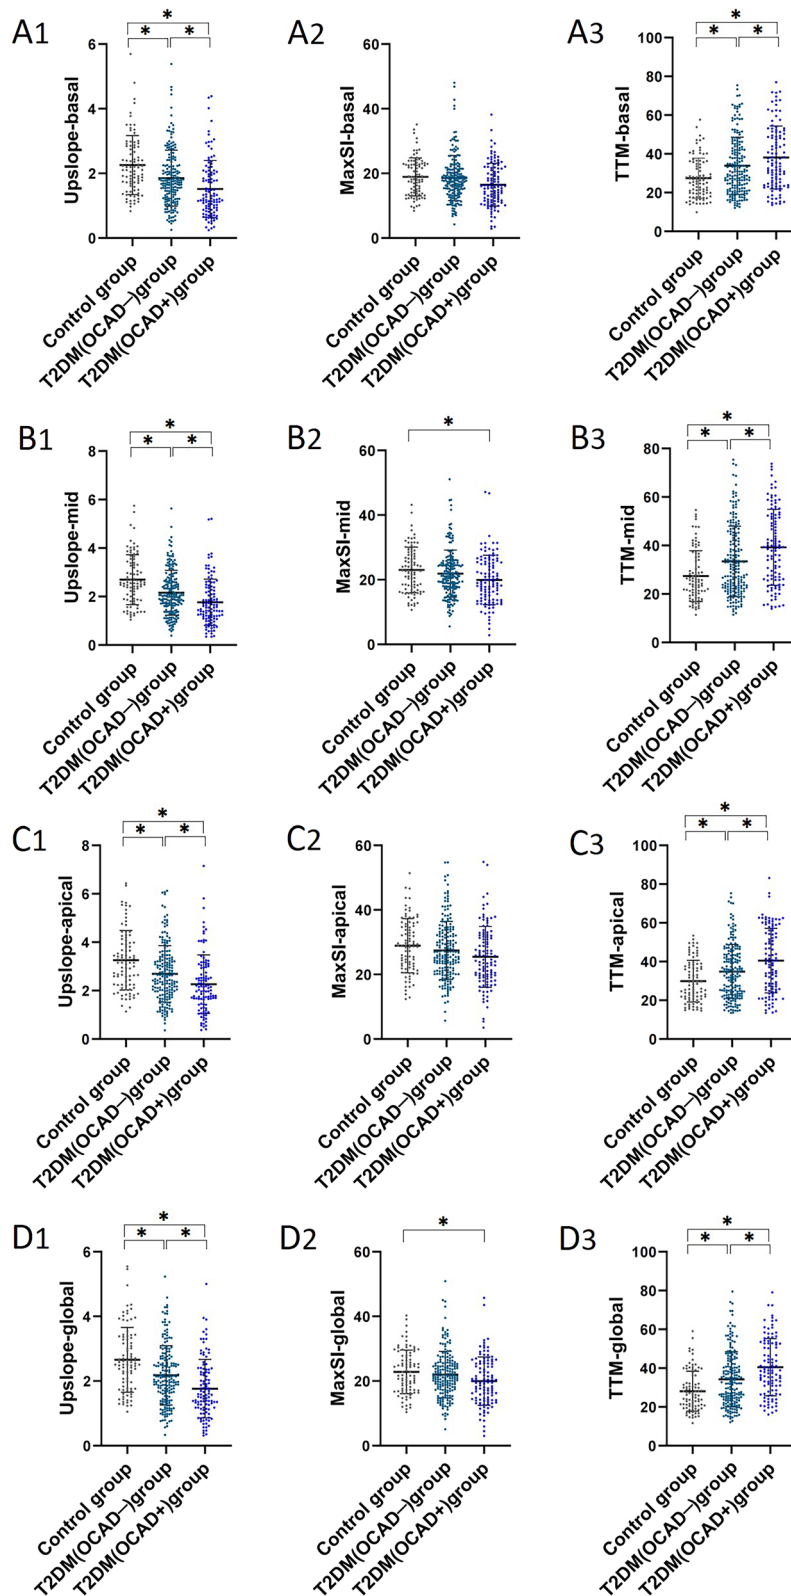 A1
A2
A3
* * *
* * *
Upslope-basal
6
4
2
0
MaxSI-basal
60
40
20
0
TTM-basal
100
80
60
40
20
0
Control group
T2DM(OCAD−)group
T2DM(OCAD+)group
Control group
T2DM(OCAD−)group
T2DM(OCAD+)group
Control group
T2DM(OCAD−)group
T2DM(OCAD+)group
B1
B2
B3
* * *
*
* * *
Upslope-mid
8
6
4
2
0
MaxSI-mid
60
40
20
0
TTM-mid
80
60
40
20
0
Control group
T2DM(OCAD−)group
T2DM(OCAD+)group
Control group
T2DM(OCAD−)group
T2DM(OCAD+)group
Control group
T2DM(OCAD−)group
T2DM(OCAD+)group
C1
C2
C3
* * *
* * *
Upslope-apical
8
6
4
2
0
MaxSI-apical
60
40
20
0
TTM-apical
100
80
60
40
20
0
Control group
T2DM(OCAD−)group
T2DM(OCAD+)group
Control group
T2DM(OCAD−)group
T2DM(OCAD+)group
Control group
T2DM(OCAD−)group
T2DM(OCAD+)group
D1
D2
D3
* * *
*
* * *
Upslope-global
6
4
2
0
MaxSI-global
60
40
20
0
TTM-global
100
80
60
40
20
0
Control group
T2DM(OCAD−)group
T2DM(OCAD+)group
Control group
T2DM(OCAD−)group
T2DM(OCAD+)group
Control group
T2DM(OCAD−)group
T2DM(OCAD+)group